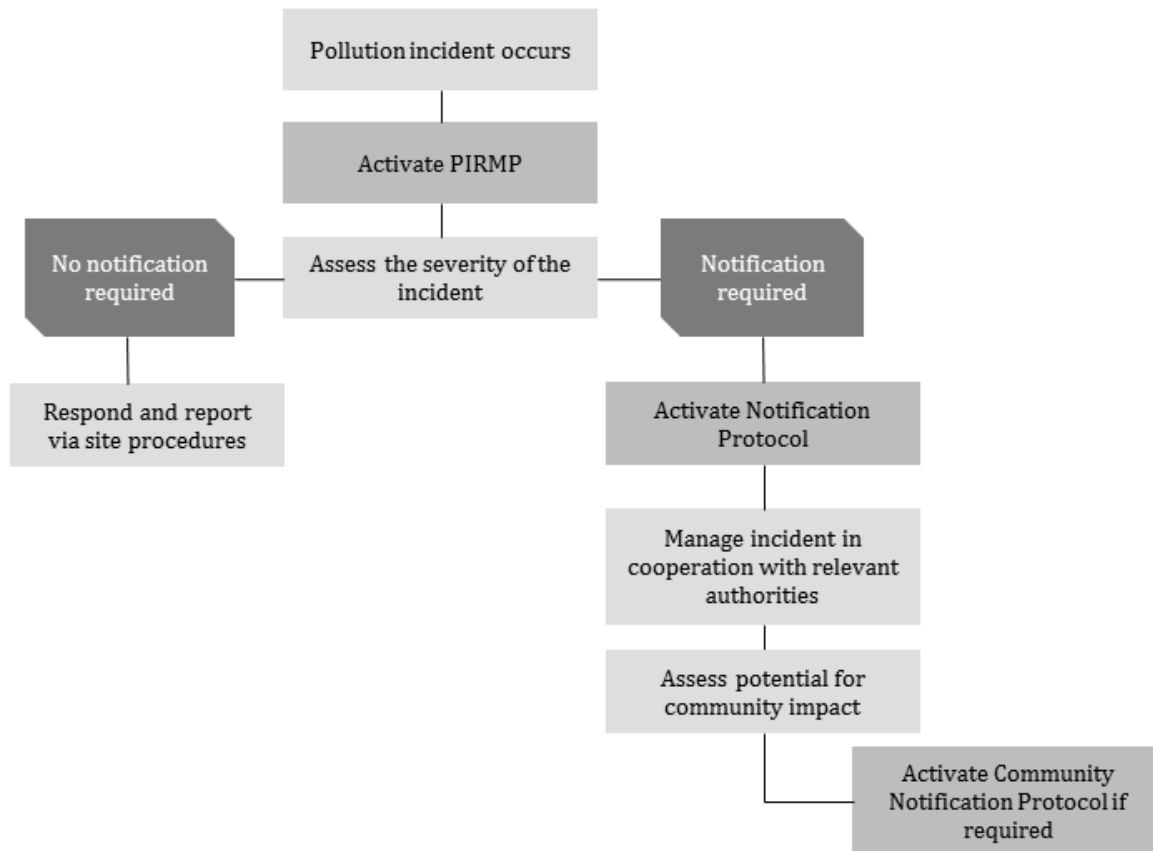 Pollution incident occurs
Activate PIRMP
No notification
required
Assess the severity of the
incident
Notification
required
Respond and report
via site procedures
Activate Notification
Protocol
Manage incident in
cooperation with relevant
authorities
Assess potential for
community impact
Activate Community
Notification Protocol if
required